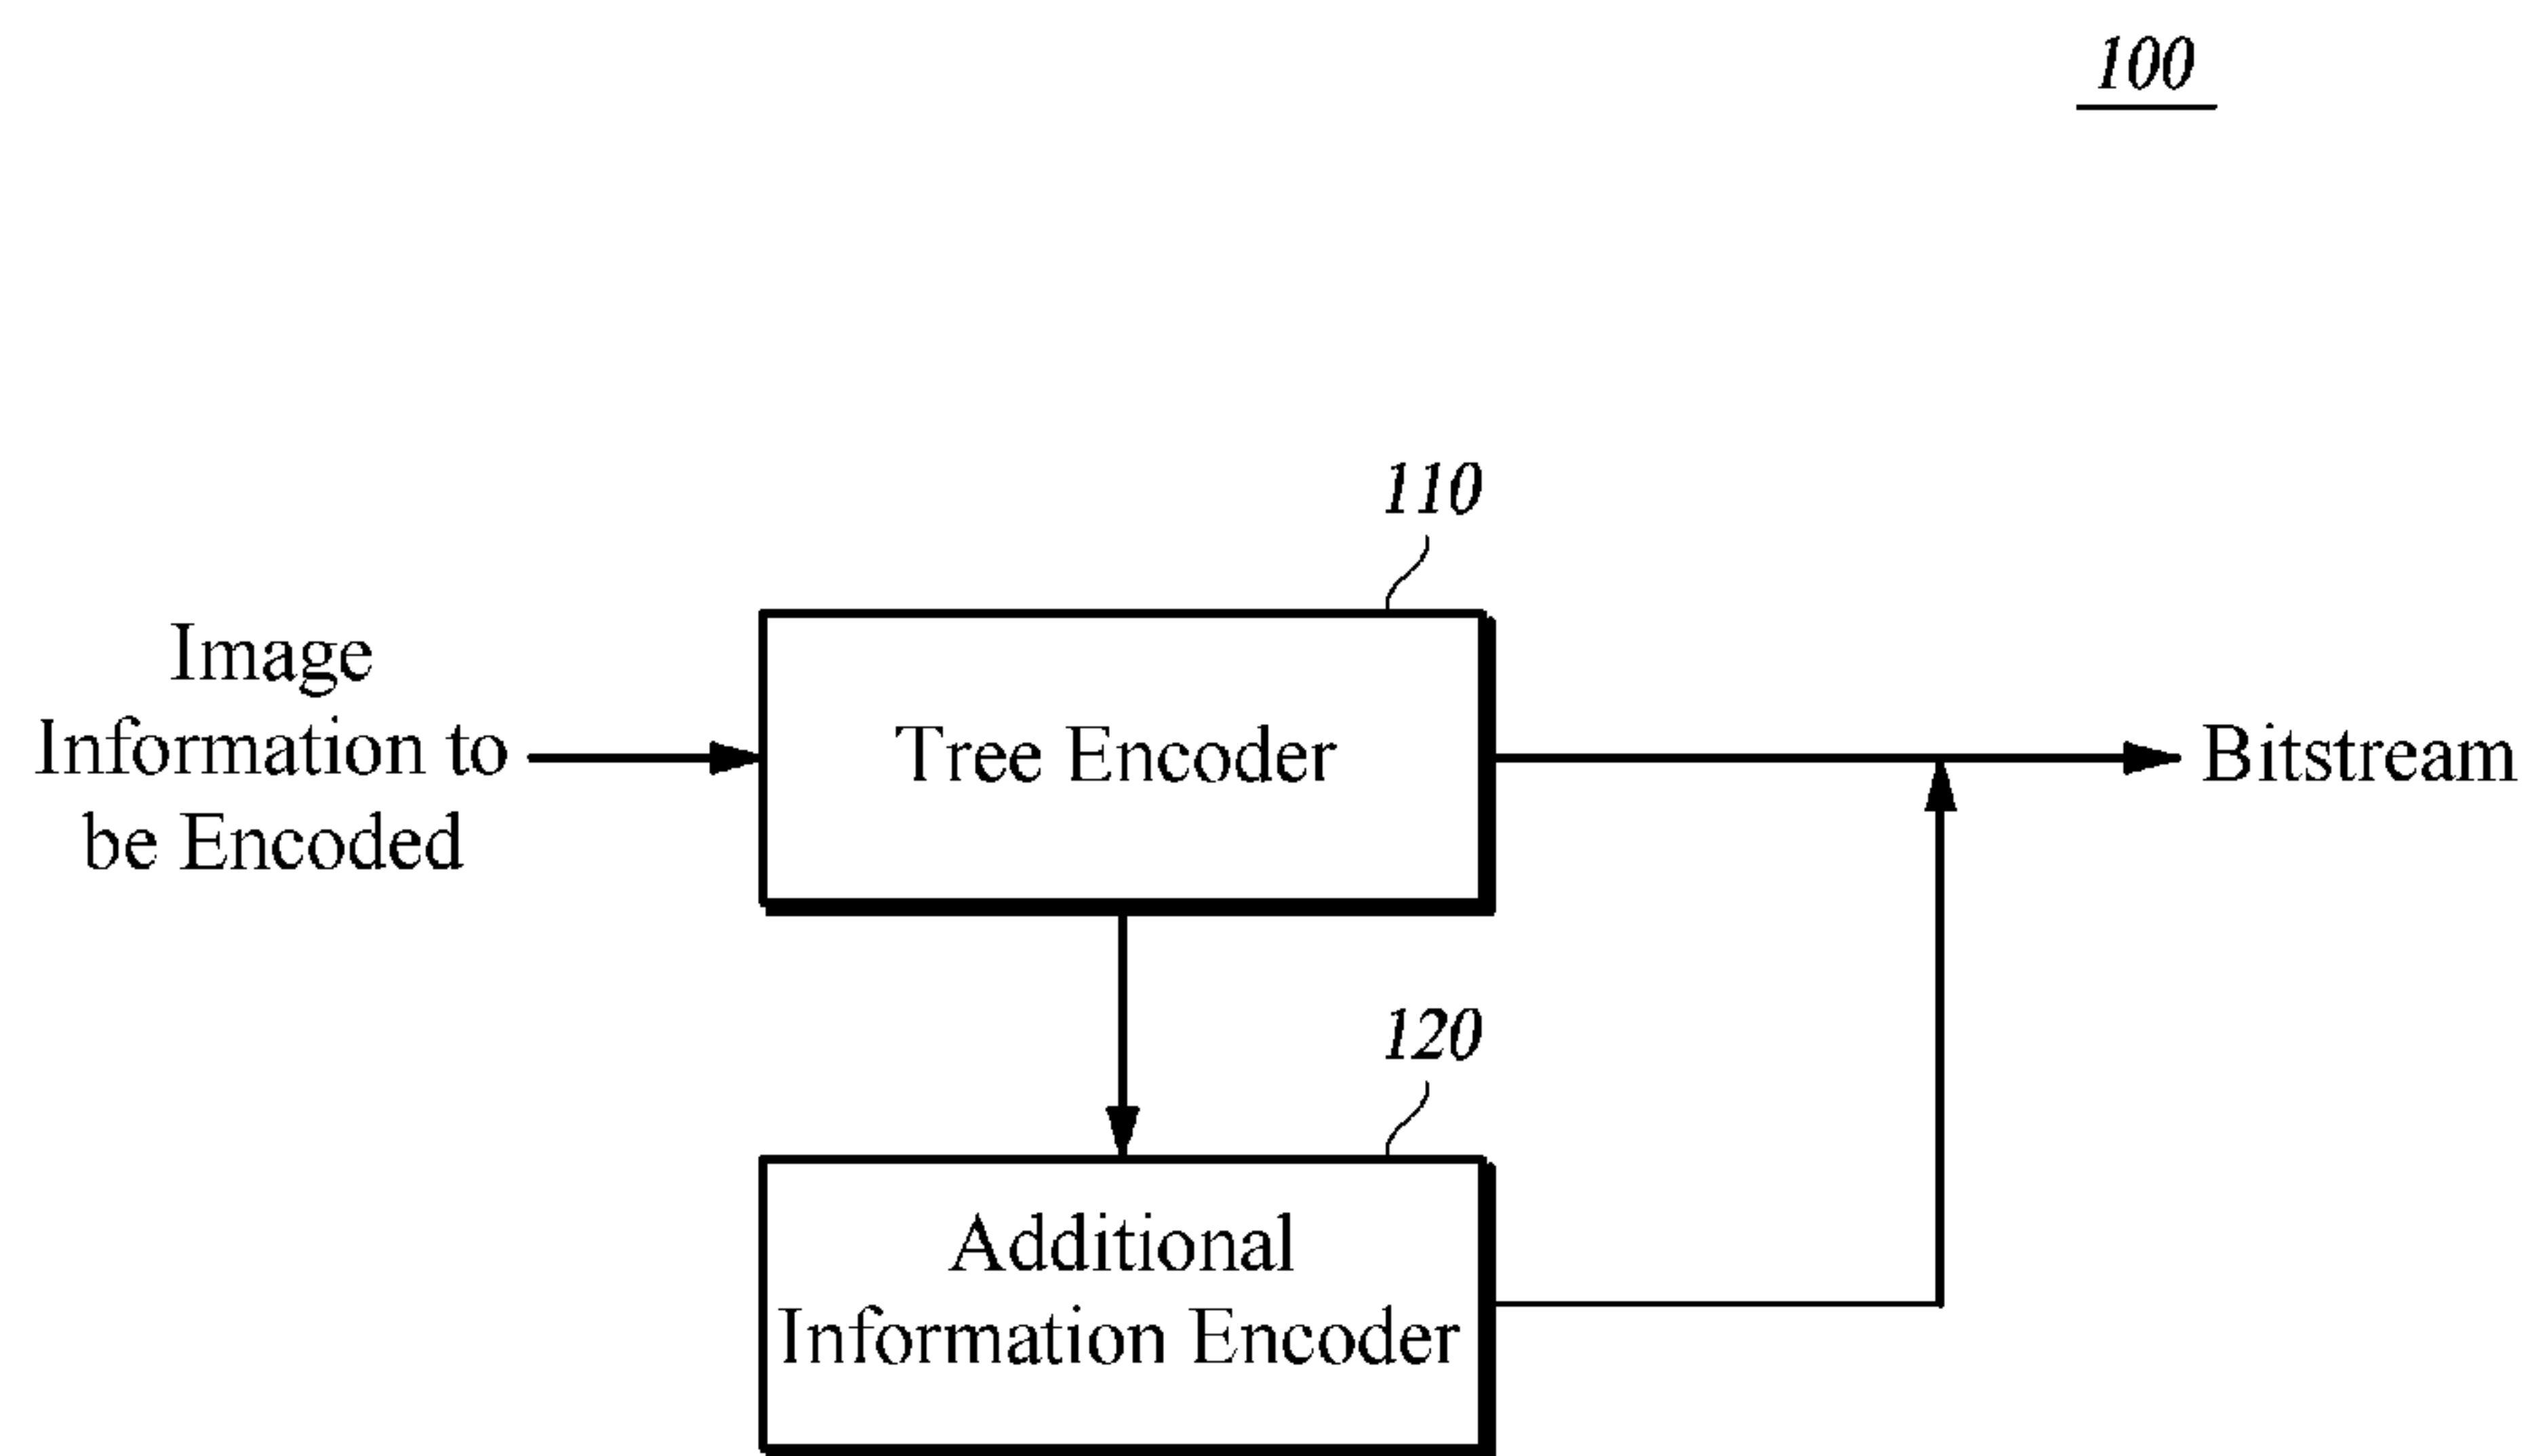 100
110
Image
Information to
be Encoded
Tree Encoder
Bitstream
120
Additional
Information Encoder